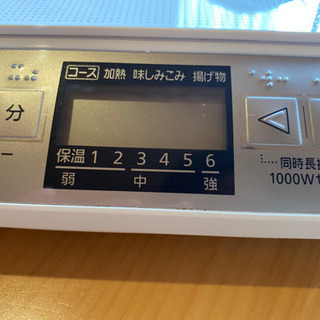 コース 加熱 味しみこみ 揚げ物
分
ー
保温 1 2 3 4 5 6
弱 中 強
同時長
1000W